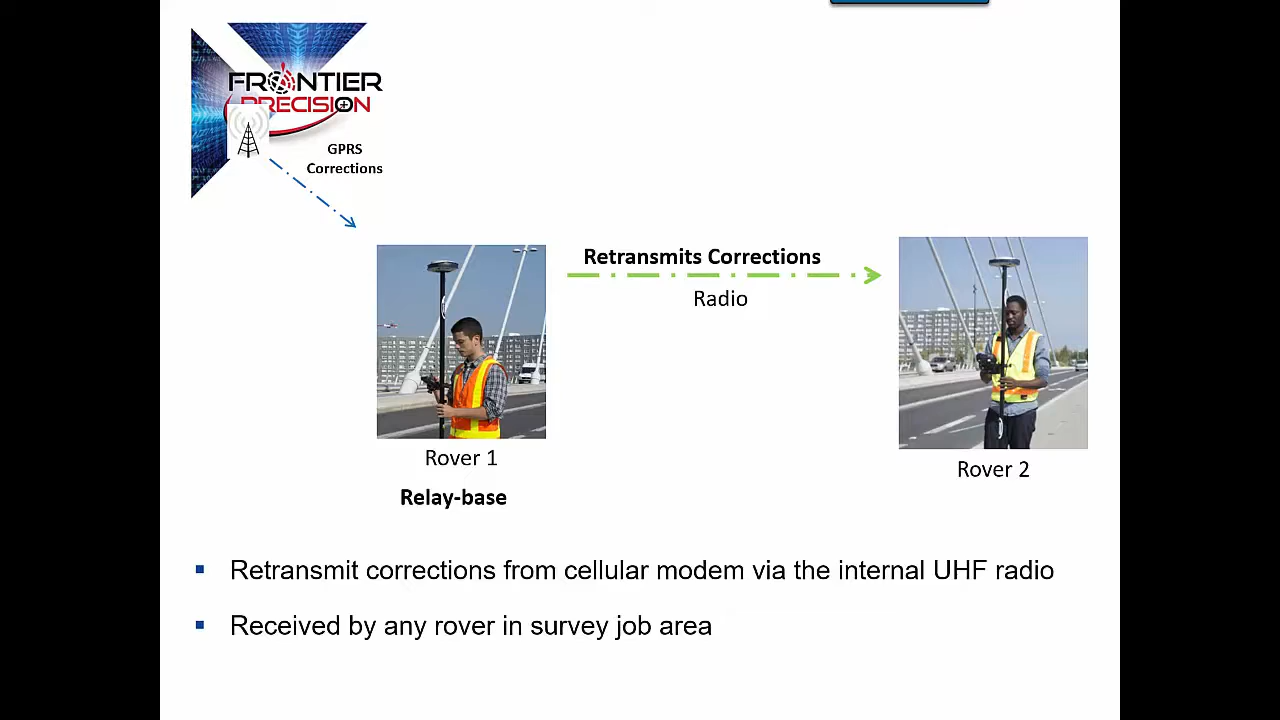 FRONTIER
PRECISION
GPRS
Corrections
Retransmits Corrections
Radio
Rover 1
Relay-base
Rover 2
Retransmit corrections from cellular modem via the internal UHF radio
Received by any rover in survey job area